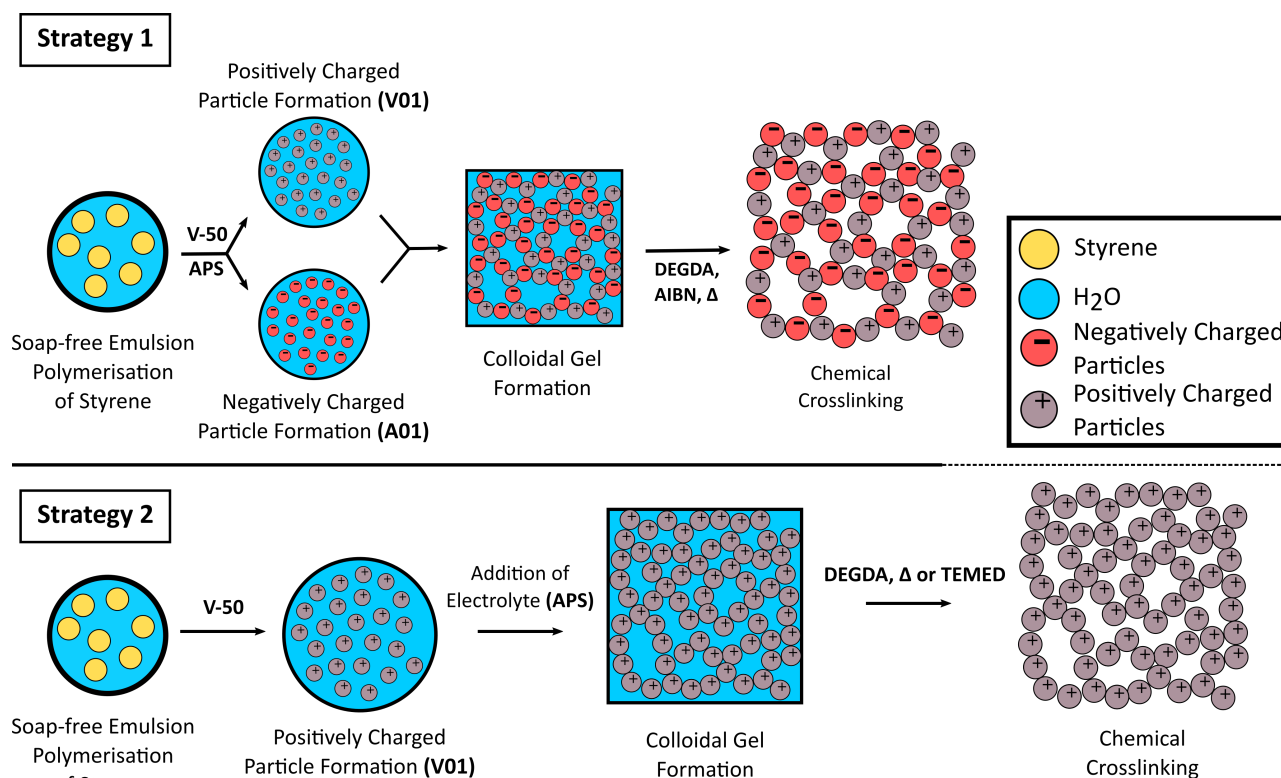 Strategy 1
Positively Charged
Particle Formation (V01)
V-50
APS
Soap-free Emulsion
Polymerisation
of Styrene
Negatively Charged
Particle Formation (A01)
Colloidal Gel
Formation
DEGDA,
AIBN, Δ
Chemical
Crosslinking
Styrene
H2O
Negatively Charged
Particles
Positively Charged
Particles
Strategy 2
Soap-free Emulsion
Polymerisation
V-50
Positively Charged
Particle Formation (V01)
Addition of
Electrolyte (APS)
Colloidal Gel
Formation
DEGDA, Δ or TEMED
Chemical
Crosslinking